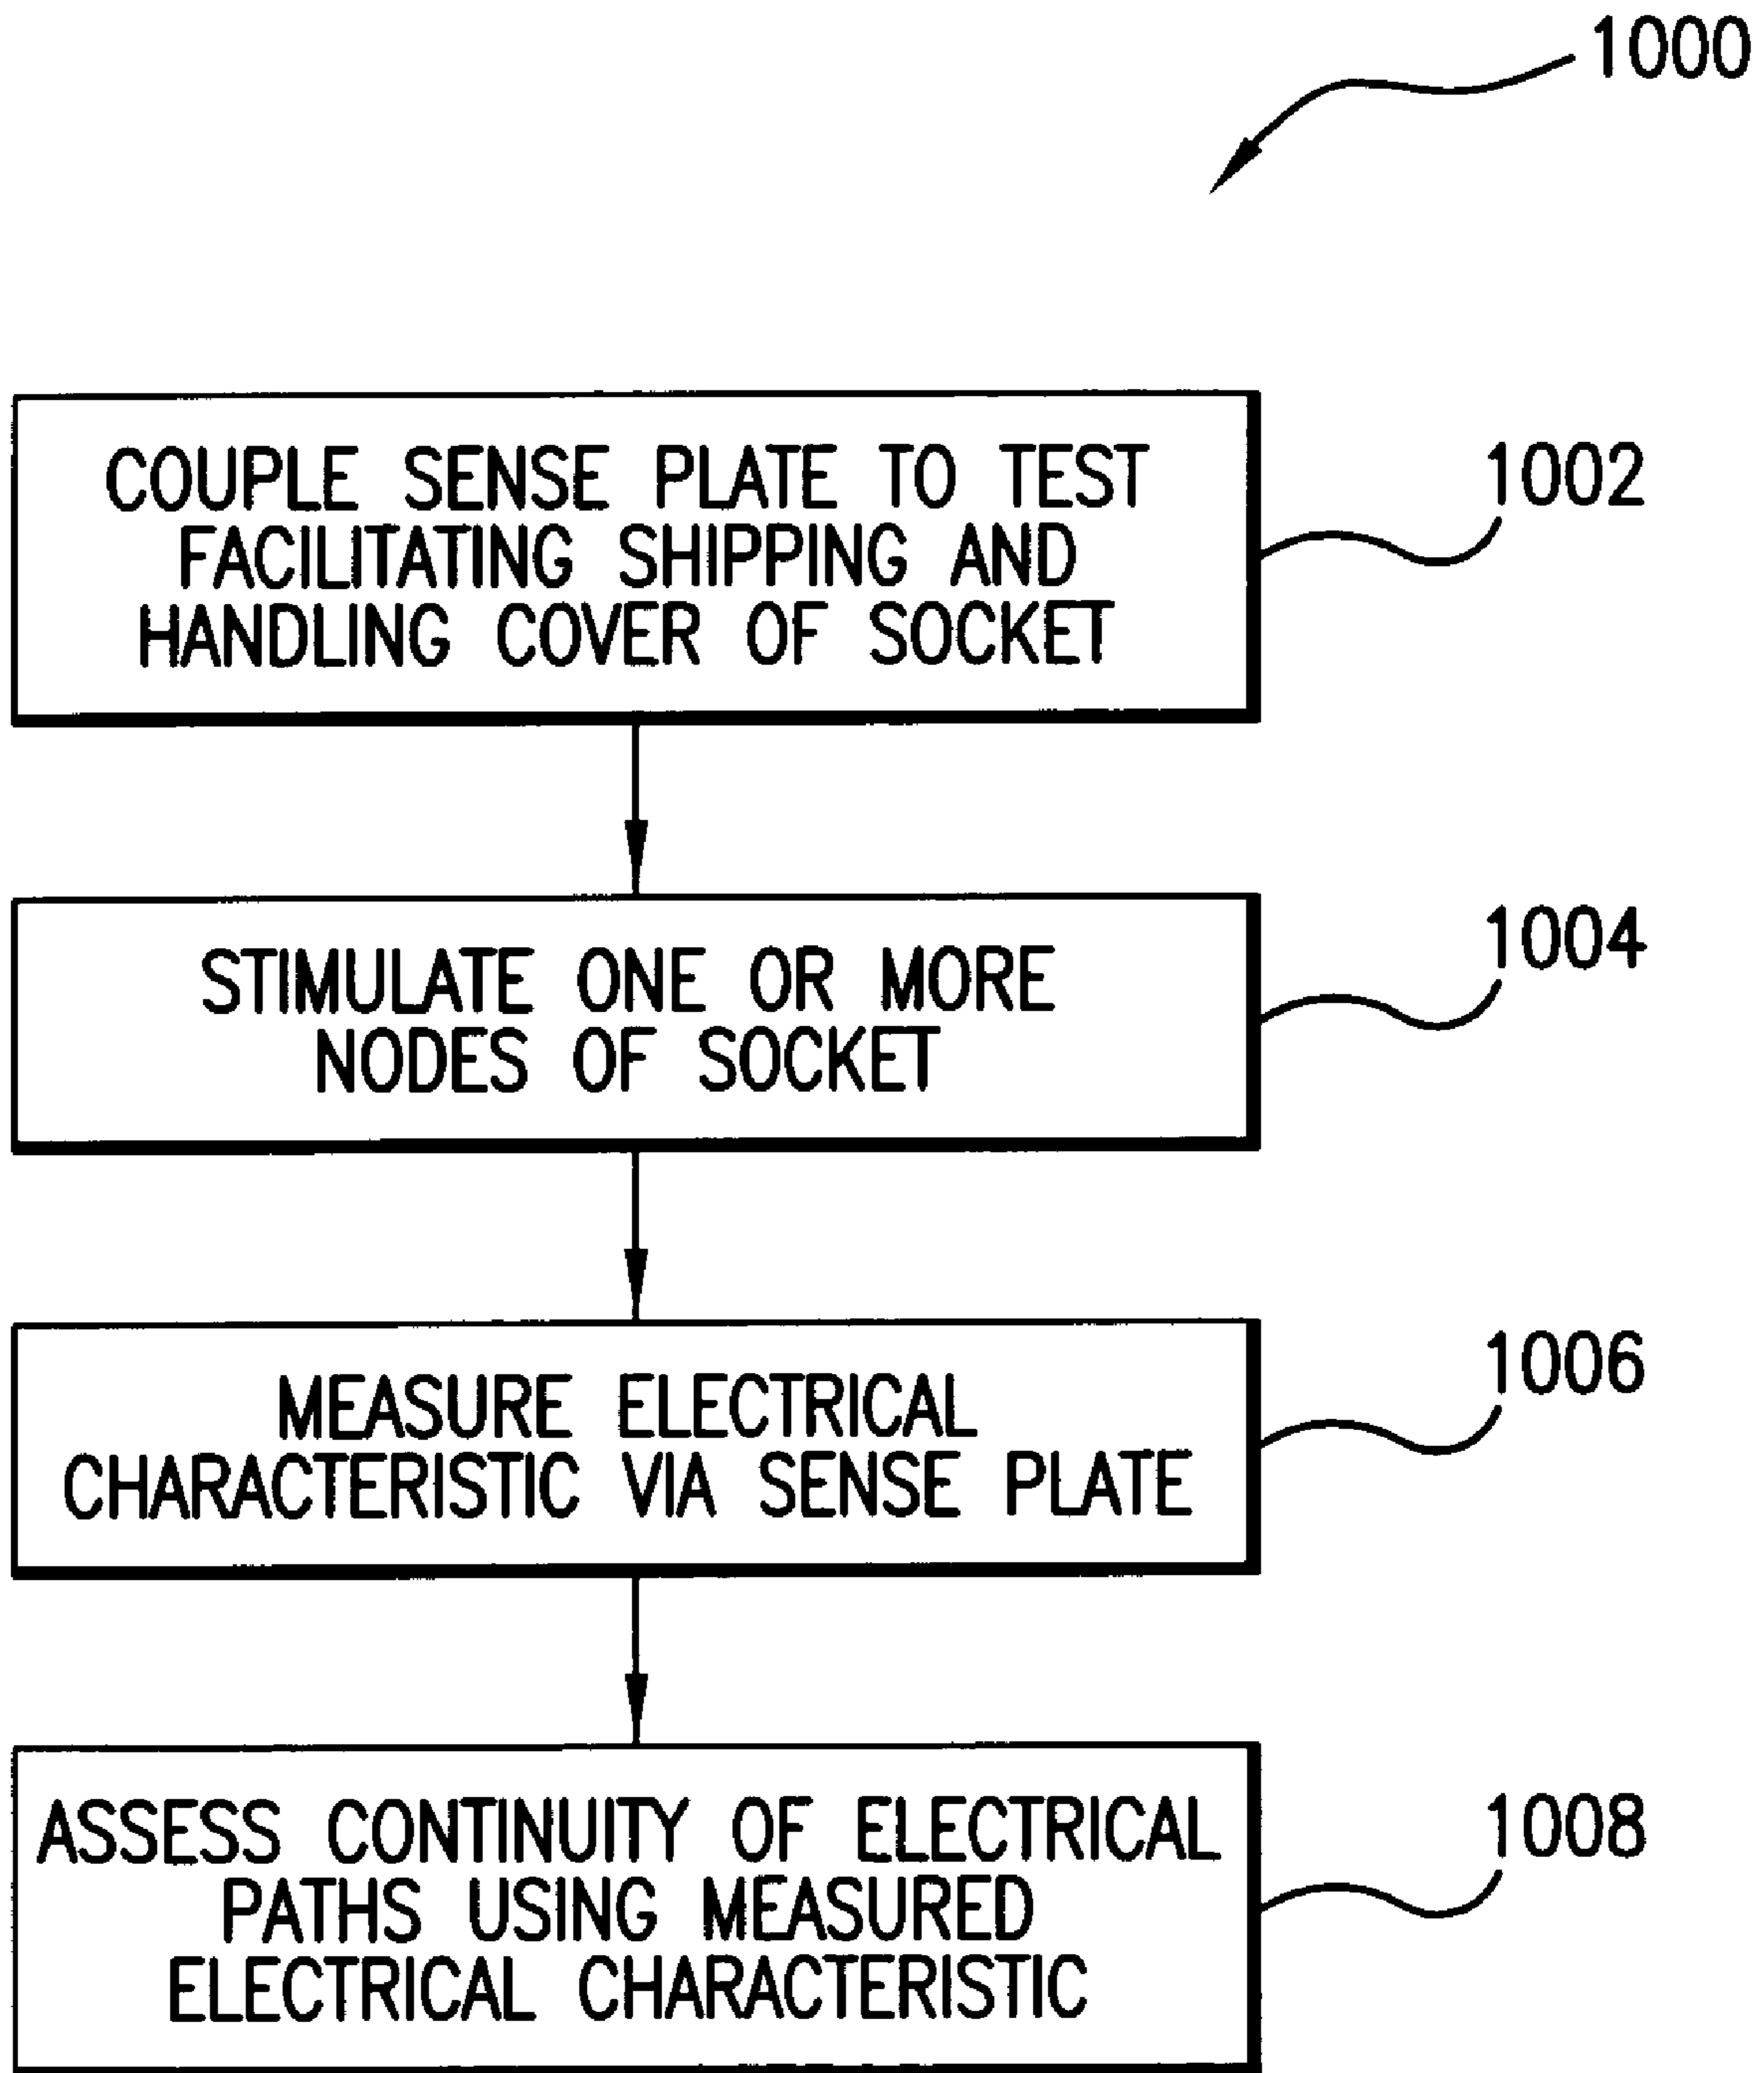 1000
COUPLE SENSE PLATE TO TEST
FACILITATING SHIPPING AND
HANDLING COVER OF SOCKET
1002
STIMULATE ONE OR MORE
NODES OF SOCKET
1004
MEASURE ELECTRICAL
CHARACTERISTIC VIA SENSE PLATE
1006
ASSESS CONTINUITY OF ELECTRICAL
PATHS USING MEASURED
ELECTRICAL CHARACTERISTIC
1008